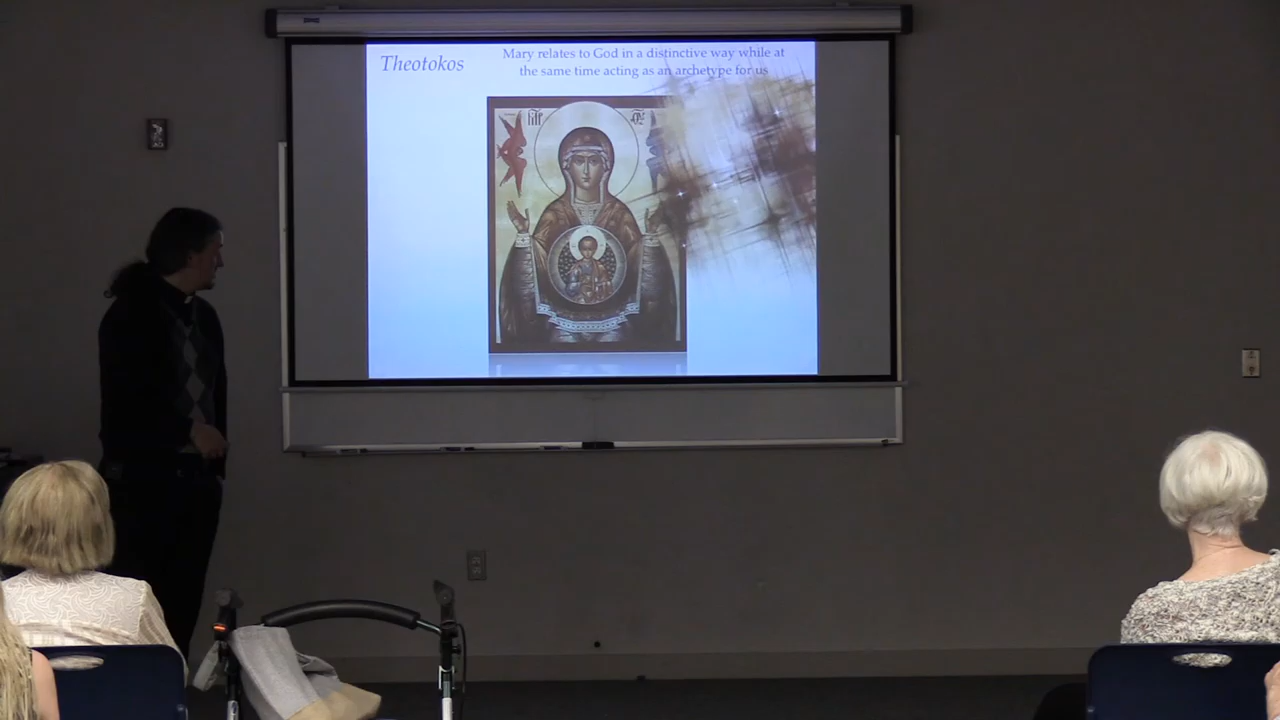 Theotokos
Mary relates to God in a distinctive way while at
the same time acting as an archetype for us